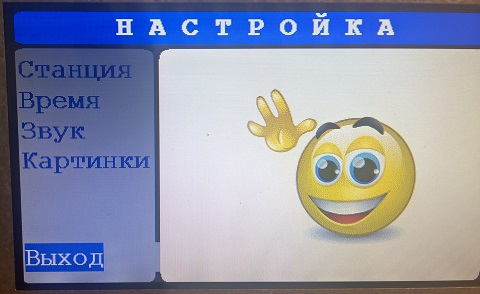 НАСТРОЙКА
Станция
Время
Звук
Картинки
Выход